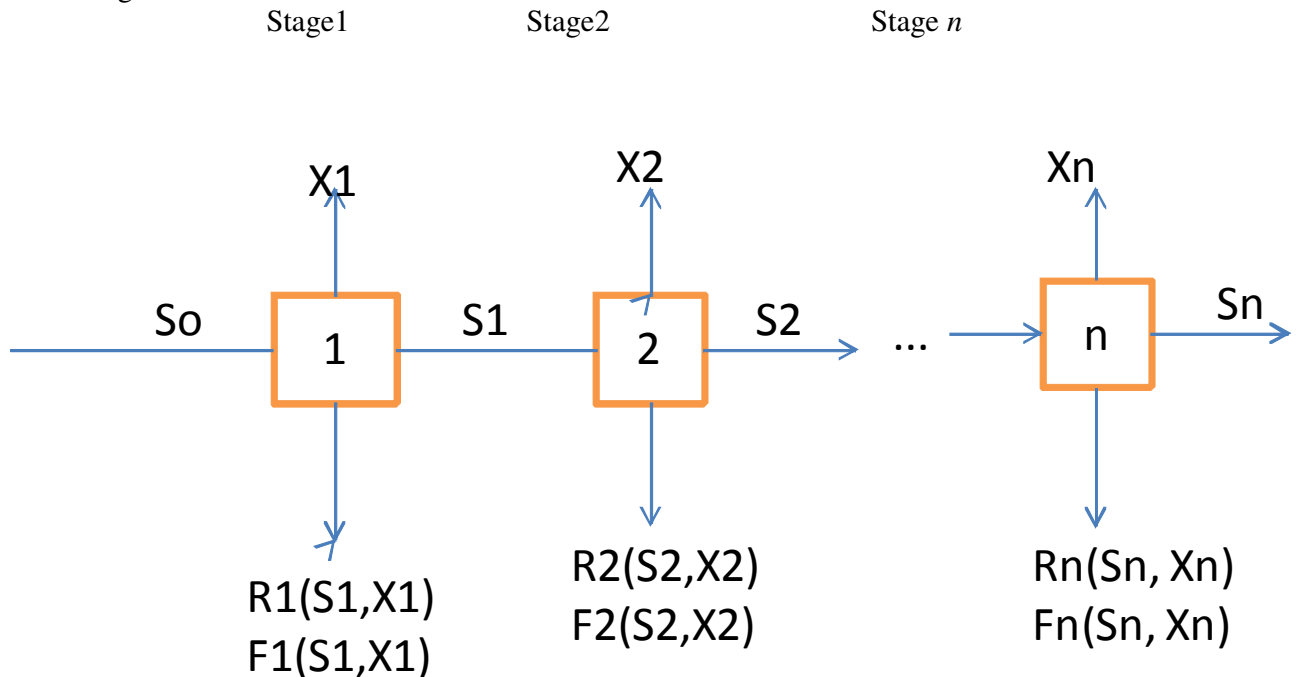 Stage1 Stage2 Stage n
X1 X2 Xn
So S1 S2 Sn
1 2 ... n
R1(S1,X1) R2(S2,X2) Rn(Sn, Xn)
F1(S1,X1) F2(S2,X2) Fn(Sn, Xn)